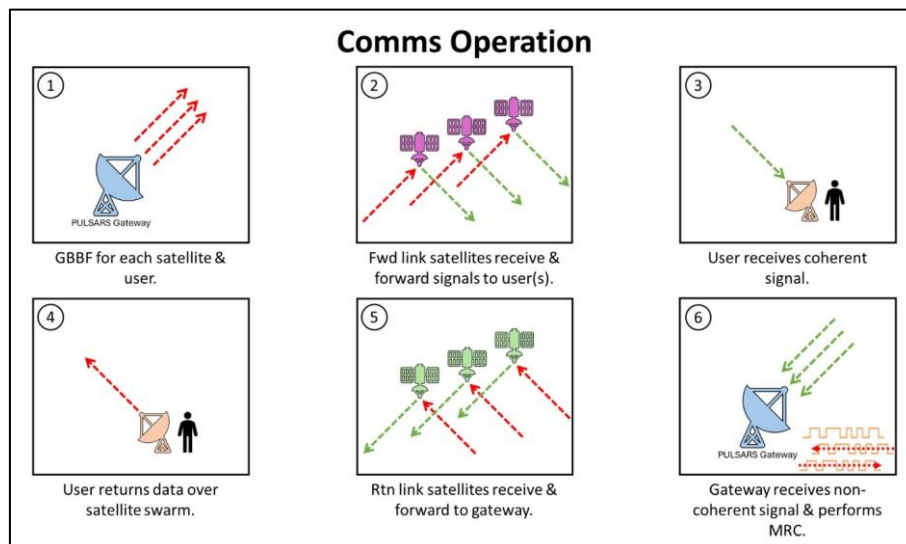 Comms Operation
1
PULSARS Gateway
GBBF for each satellite &
user.
2
Fwd link satellites receive &
forward signals to user(s).
3
User receives coherent
signal.
4
User returns data over
satellite swarm.
5
Rtn link satellites receive &
forward to gateway.
6
PULSARS Gateway
Gateway receives non-
coherent signal & performs
MRC.